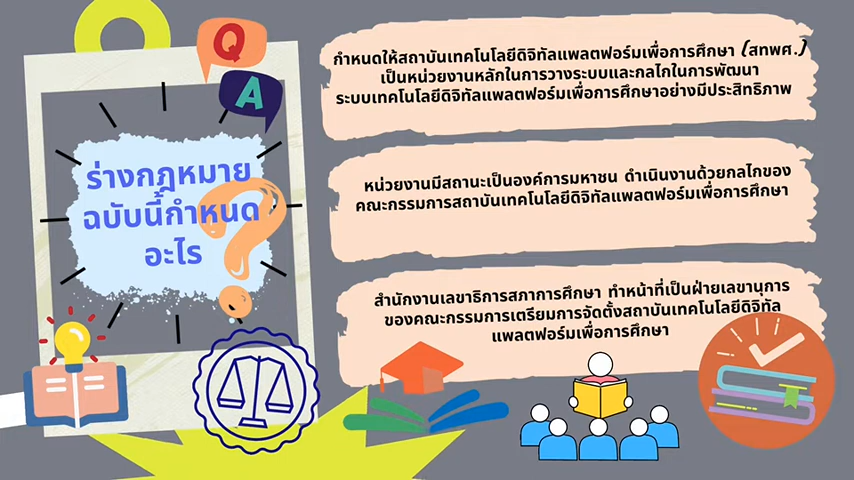 Q
A
ร่างกฎหมาย
ฉบับนี้กำหนด
อะไร
กำหนดให้สถาบันเทคโนโลยีดิจิทัลแพลตฟอร์มเพื่อการศึกษา (สทพศ.)
เป็นหน่วยงานหลักในการวางระบบและกลไกในการพัฒนา
ระบบเทคโนโลยีดิจิทัลแพลตฟอร์มเพื่อการศึกษาอย่างมีประสิทธิภาพ
หน่วยงานมีสถานะเป็นองค์การมหาชน ดำเนินงานด้วยกลไกของ
คณะกรรมการสถาบันเทคโนโลยีดิจิทัลแพลตฟอร์มเพื่อการศึกษา
สำนักงานเลขาธิการสภาการศึกษา ทำหน้าที่เป็นฝ่ายเลขานุการ
ของคณะกรรมการเตรียมการจัดตั้งสถาบันเทคโนโลยีดิจิทัล
แพลตฟอร์มเพื่อการศึกษา